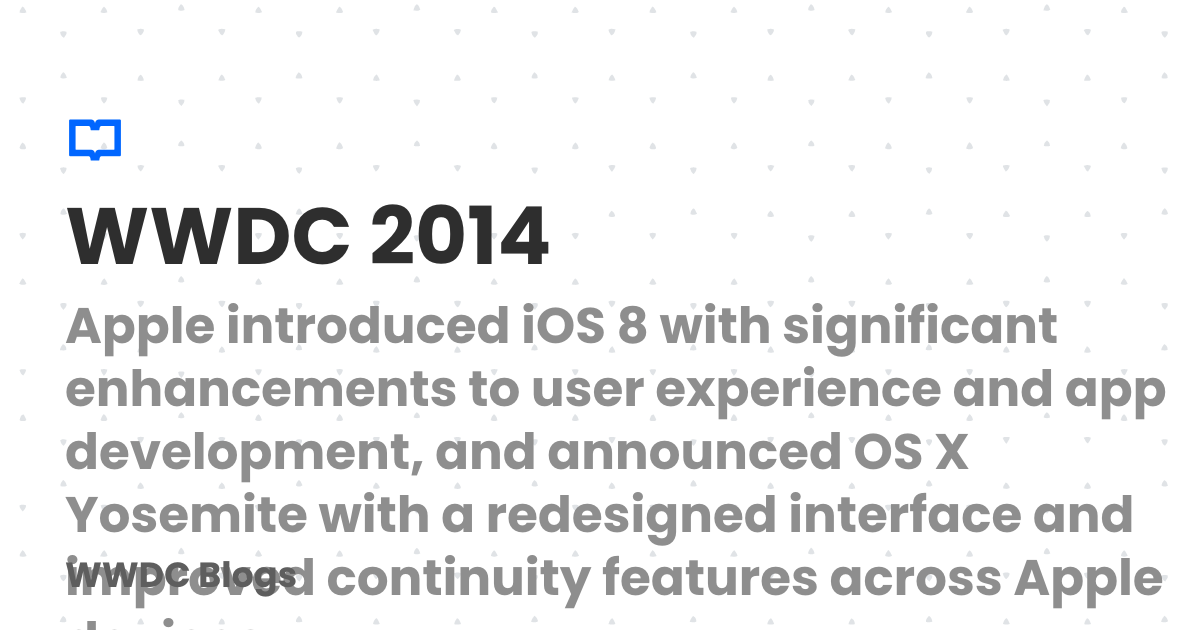 WWDC 2014
Apple introduced iOS 8 with significant
enhancements to user experience and app
development, and announced OS X
Yosemite with a redesigned interface and
improved continuity features across Apple
WWDC Blogs